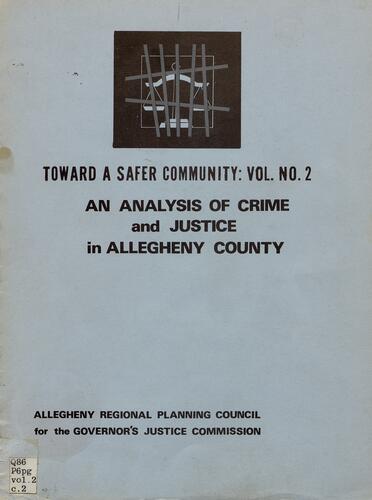 TOWARD A SAFER COMMUNITY: VOL. NO. 2
AN ANALYSIS OF CRIME
and JUSTICE
in ALLEGHENY COUNTY
ALLEGHENY REGIONAL PLANNING COUNCIL
for the GOVERNOR'S JUSTICE COMMISSION
Q86
P6pg
vol.2
c.2